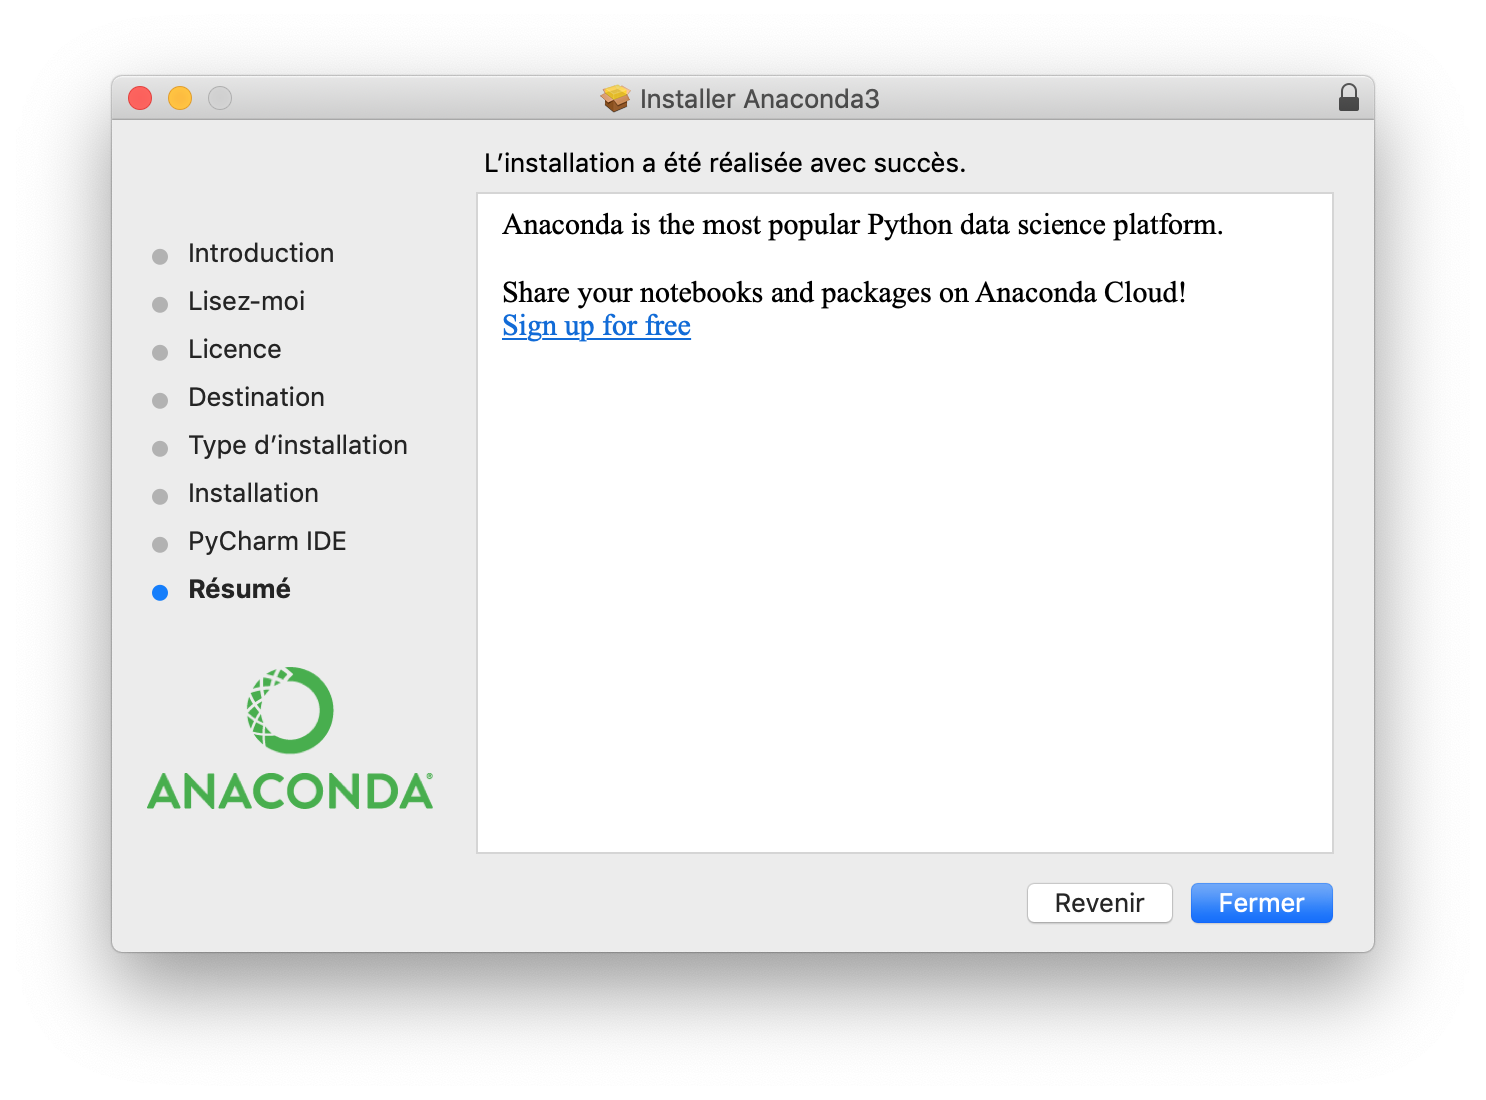 Installer Anaconda3
L’installation a été réalisée avec succès.
Introduction
Lisez-moi
Licence
Destination
Type d’installation
Installation
PyCharm IDE
Résumé
ANACONDA®
Anaconda is the most popular Python data science platform.
Share your notebooks and packages on Anaconda Cloud!
Sign up for free
Revenir
Fermer